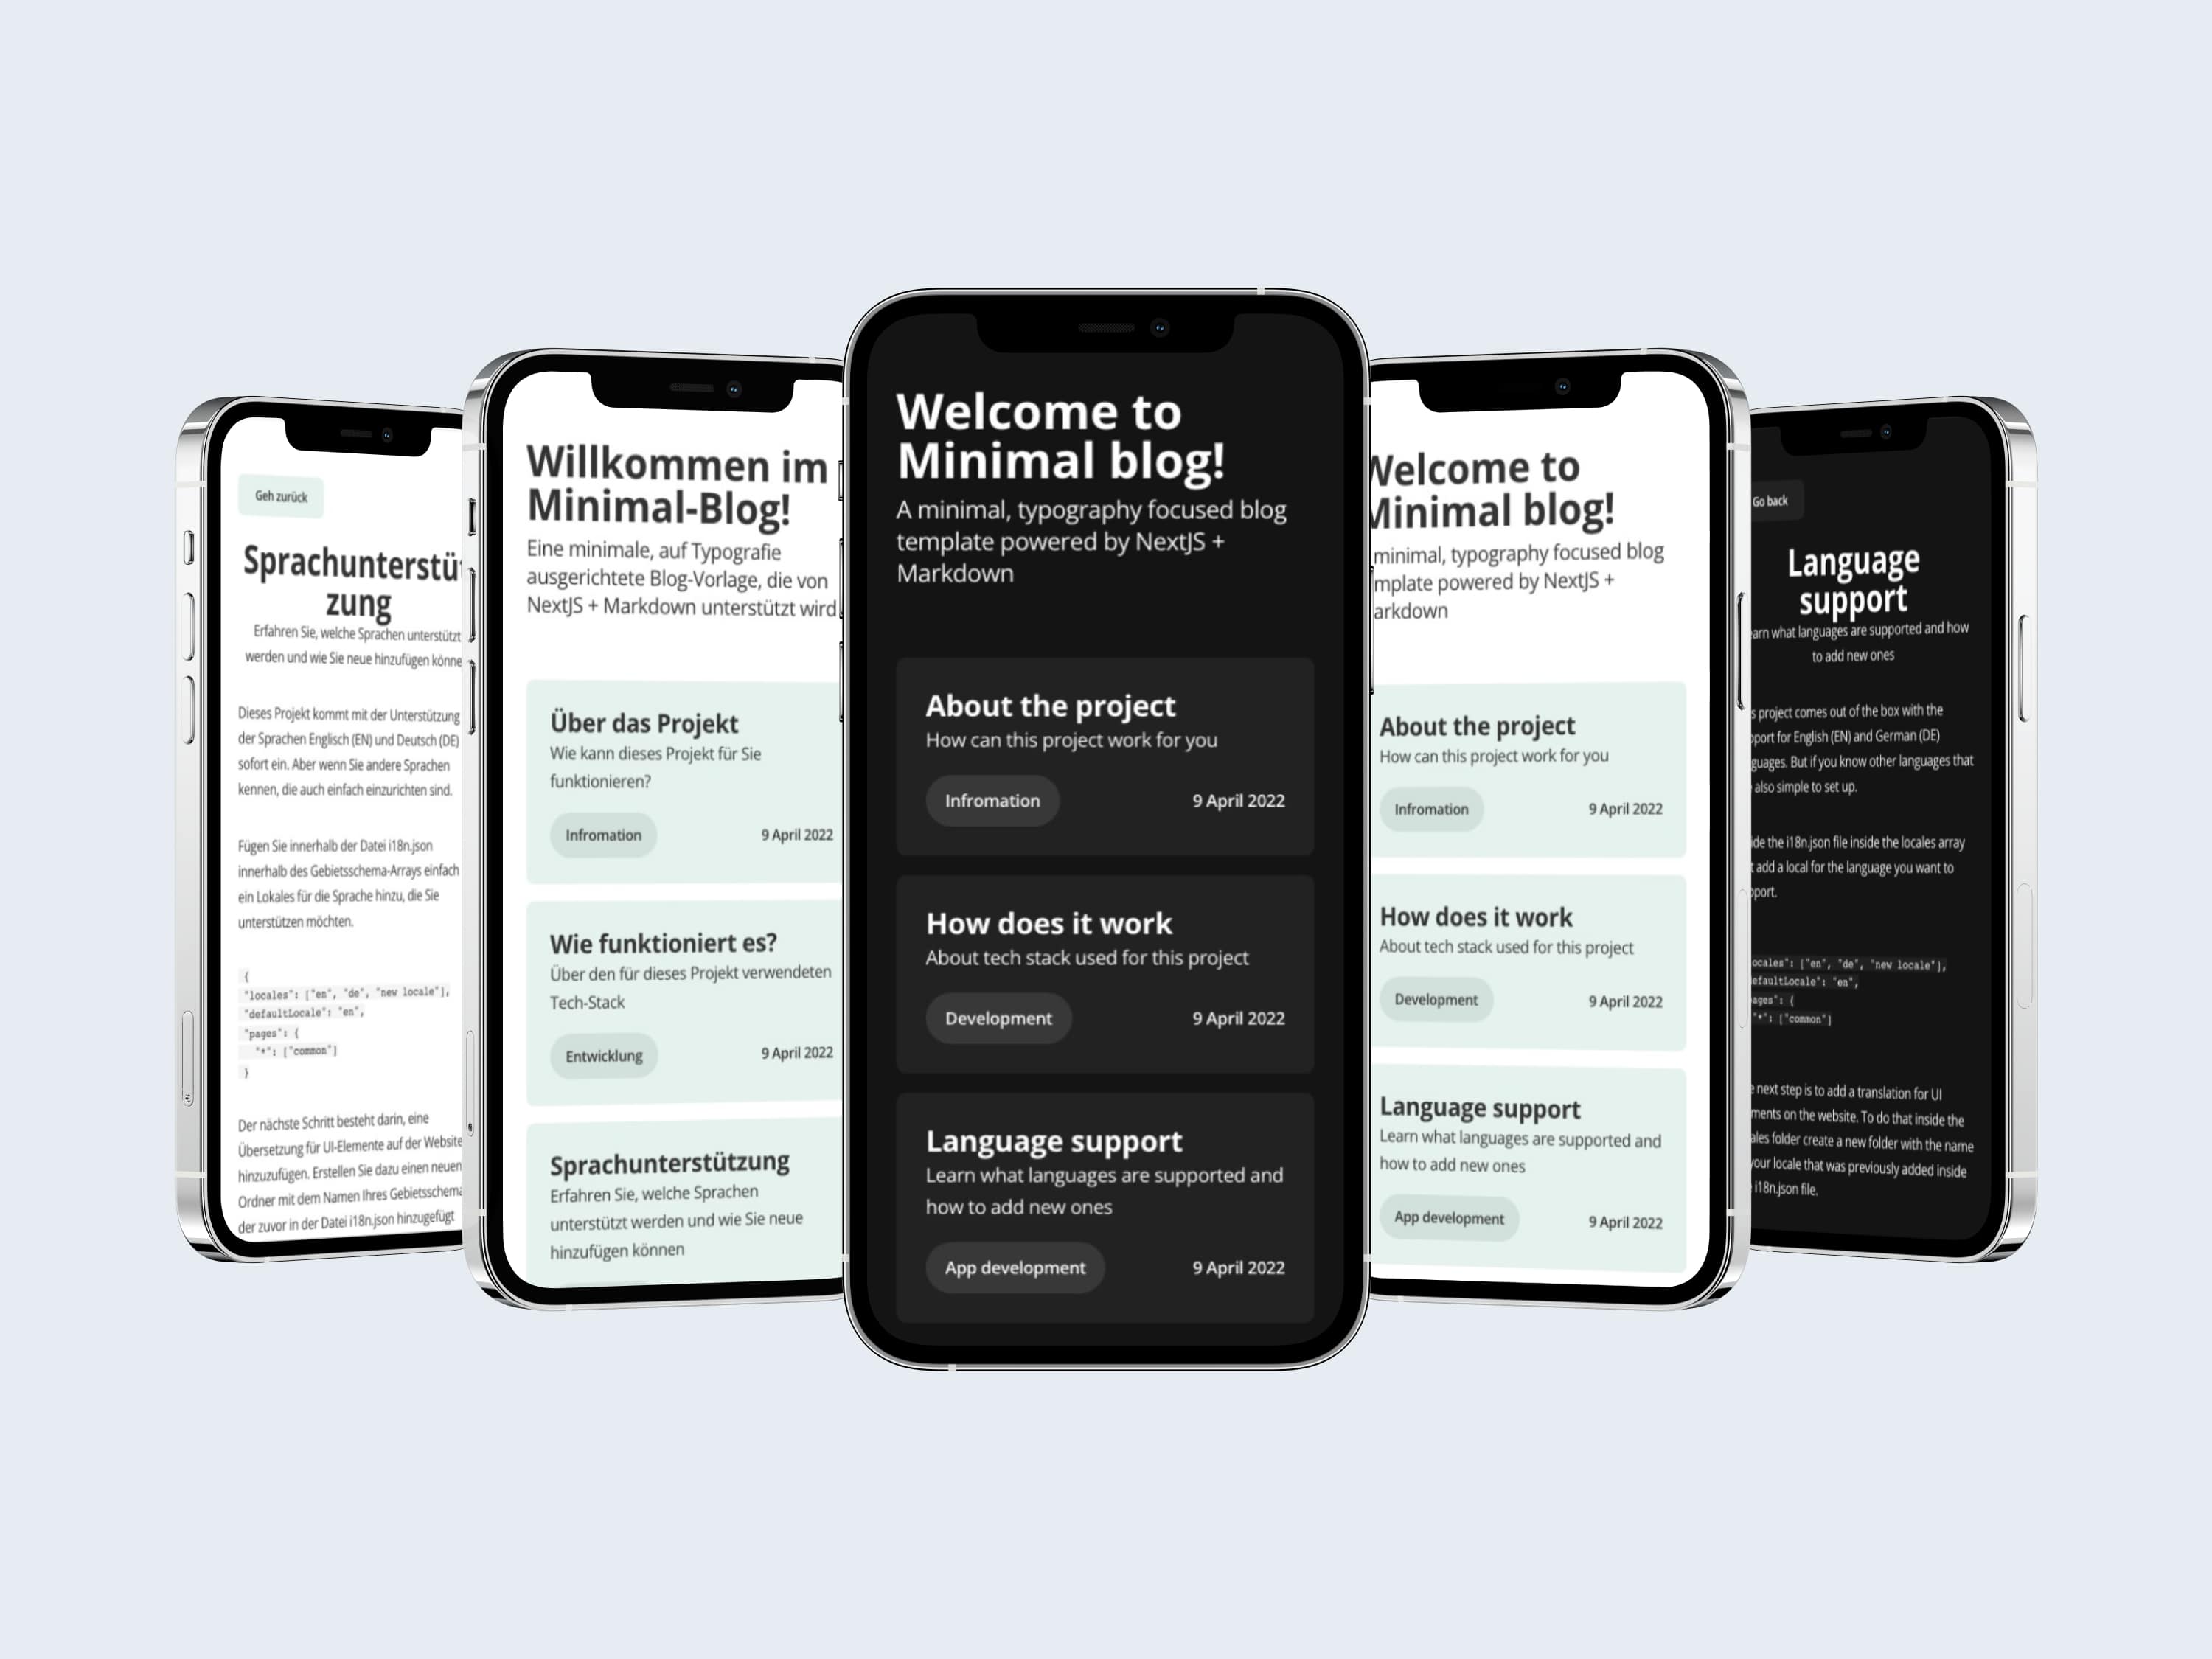 Geh zurück
Sprachunterstü
zung
Erfahren Sie, welche Sprachen unterstützt
werden und wie Sie neue hinzufügen könne
Dieses Projekt kommt mit der Unterstützung
der Sprachen Englisch (EN) und Deutsch (DE)
sofort ein. Aber wenn Sie andere Sprachen
kennen, die auch einfach einzurichten sind.
Fügen Sie innerhalb der Datei i18n.json
innerhalb des Gebietsschema-Arrays einfach
ein Lokales für die Sprache hinzu, die Sie
unterstützen möchten.
{
"locales": ["en", "de", "new locale"],
"defaultLocale": "en",
"pages": {
"*": ["common"]
}
Der nächste Schritt besteht darin, eine
Übersetzung für UI-Elemente auf der Website
hinzuzufügen. Erstellen Sie dazu einen neuen
Ordner mit dem Namen Ihres Gebietsschema
der zuvor in der Datei i18n.json hinzugefügt
Willkommen im
Minimal-Blog!
Eine minimale, auf Typografie
ausgerichtete Blog-Vorlage, die von
NextJS + Markdown unterstützt wird
Über das Projekt
Wie kann dieses Projekt für Sie
funktionieren?
Infromation 9 April 2022
Wie funktioniert es?
Über den für dieses Projekt verwendeten
Tech-Stack
Entwicklung 9 April 2022
Sprachunterstützung
Erfahren Sie, welche Sprachen
unterstützt werden und wie Sie neue
hinzufügen können
Welcome to
Minimal blog!
A minimal, typography focused blog
template powered by NextJS +
Markdown
About the project
How can this project work for you
Infromation 9 April 2022
How does it work
About tech stack used for this project
Development 9 April 2022
Language support
Learn what languages are supported and
how to add new ones
App development 9 April 2022
Welcome to
Minimal blog!
minimal, typography focused blog
mplate powered by NextJS +
arkdown
About the project
How can this project work for you
Infromation 9 April 2022
How does it work
About tech stack used for this project
Development 9 April 2022
Language support
Learn what languages are supported and
how to add new ones
App development 9 April 2022
Go back
Language
support
arn what languages are supported and how
to add new ones
s project comes out of the box with the
pport for English (EN) and German (DE)
guages. But if you know other languages that
also simple to set up.
ide the i18n.json file inside the locales array
add a local for the language you want to
pport.
ocales": ["en", "de", "new locale"],
efaultLocale": "en",
ages": {
"*": ["common"]
e next step is to add a translation for UI
ments on the website. To do that inside the
ales folder create a new folder with the name
your locale that was previously added inside
i18n.json file.